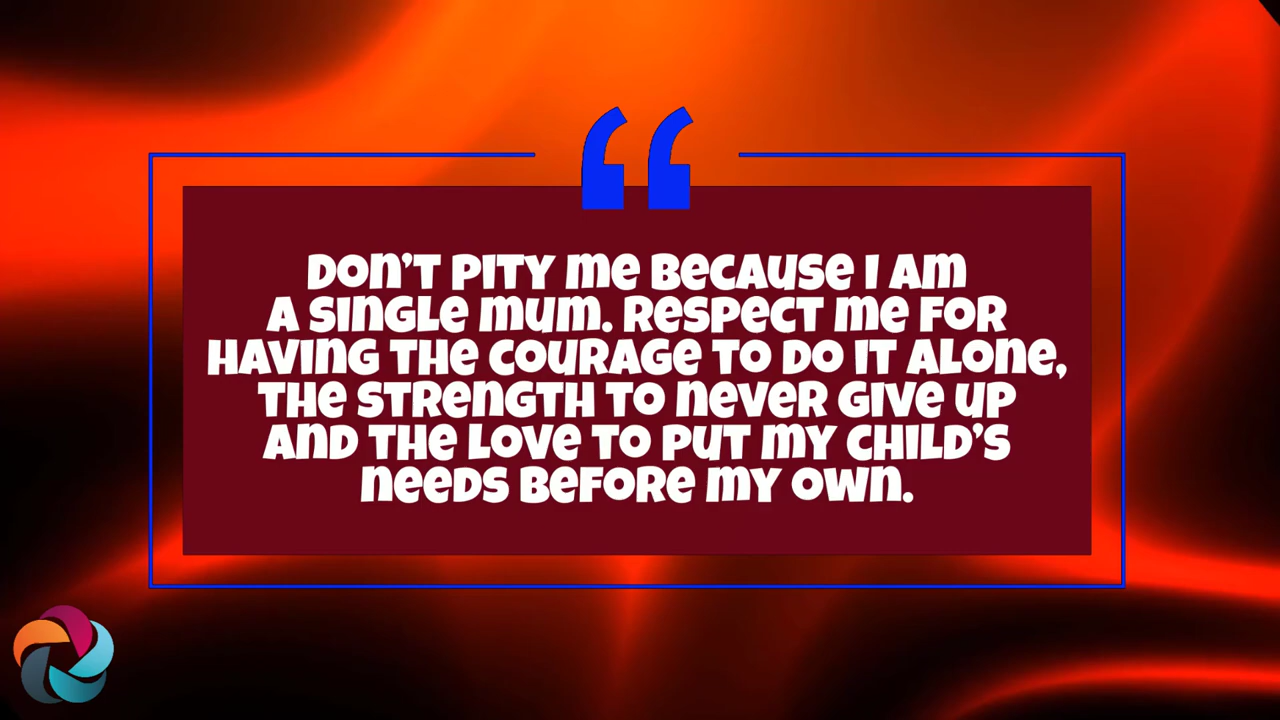 Don't pity me because I am
a single mum. Respect me for
having the courage to do it alone,
the strength to never give up
and the love to put my child's
needs before my own.